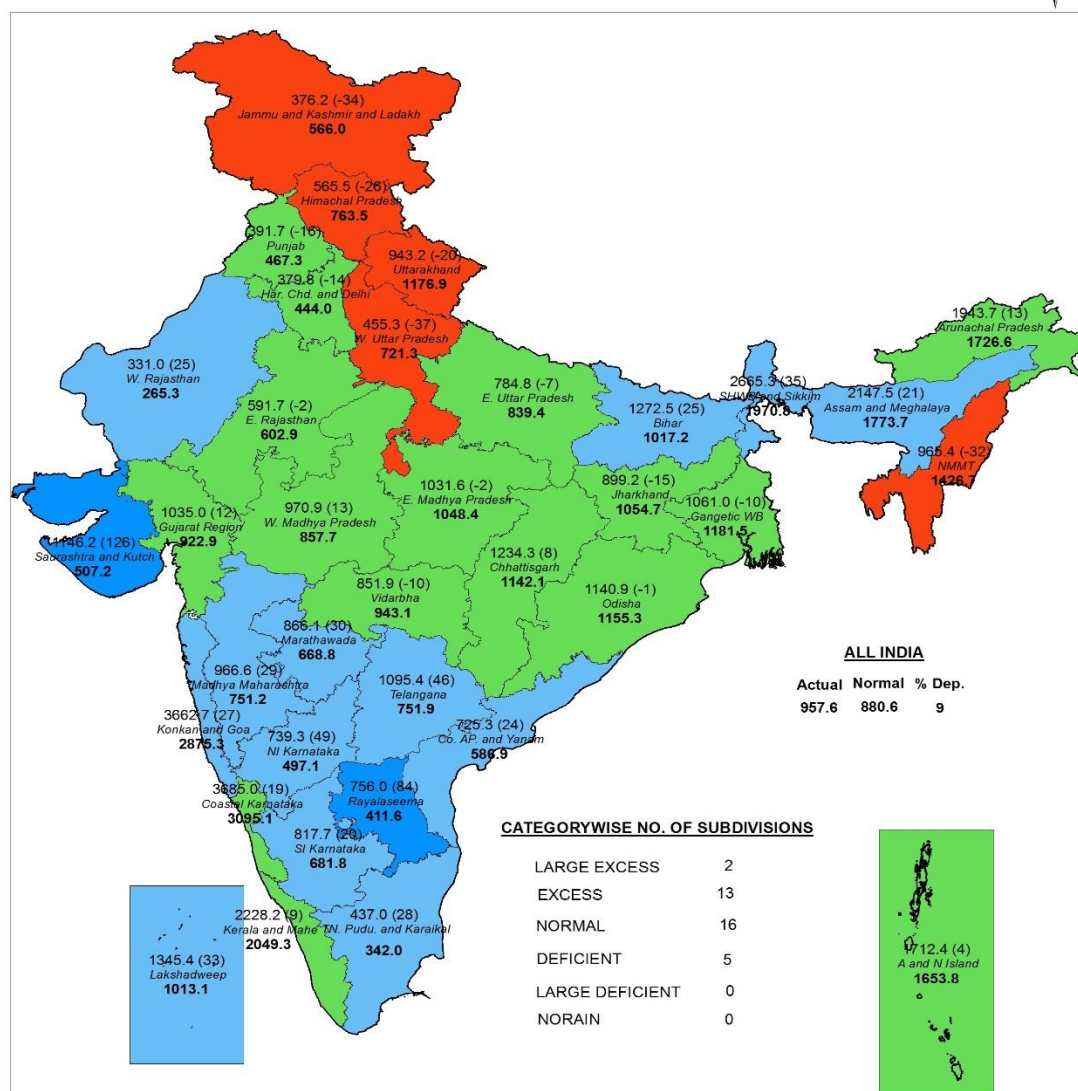 376.2 (-34)
Jammu and Kashmir and Ladakh
566.0
565.5 (-26)
Himachal Pradesh
763.5
391.7 (-16)
Punjab
467.3
943.2 (-20)
Uttarakhand
1176.9
379.8 (-14)
Har. Chd. and Delhi
444.0
455.3 (-37)
W. Uttar Pradesh
721.3
1943.7 (13)
Arunachal Pradesh
1726.6
331.0 (25)
W. Rajasthan
265.3
784.8 (-7)
E. Uttar Pradesh
839.4
2665.3 (35)
SHWB and Sikkim
1970.8
2147.5 (21)
Assam and Meghalaya
1773.7
591.7 (-2)
E. Rajasthan
602.9
1272.5 (25)
Bihar
1017.2
965.4 (-32)
NMMT
1426.7
1031.6 (-2)
E. Madhya Pradesh
1048.4
899.2 (-15)
Jharkhand
1054.7
1061.0 (-10)
Gangetic WB
1181.5
1035.0 (12)
Gujarat Region
922.9
970.9 (13)
W. Madhya Pradesh
857.7
1146.2 (126)
Saurashtra and Kutch
507.2
1234.3 (8)
Chhattisgarh
1142.1
851.9 (-10)
Vidarbha
943.1
1140.9 (-1)
Odisha
1155.3
866.1 (30)
Marathawada
668.8
966.6 (29)
Madhya Maharashtra
751.2
1095.4 (46)
Telangana
751.9
ALL INDIA
Actual Normal % Dep.
957.6 880.6 9
3662.7 (27)
Konkan and Goa
2875.3
739.3 (49)
NI Karnataka
497.1
725.3 (24)
Co. AP. and Yanam
586.9
3685.0 (19)
Coastal Karnataka
3095.1
756.0 (84)
Rayalaseema
411.6
817.7 (20)
SI Karnataka
681.8
CATEGORYWISE NO. OF SUBDIVISIONS
LARGE EXCESS 2
EXCESS 13
NORMAL 16
DEFICIENT 5
LARGE DEFICIENT 0
NORAIN 0
2228.2 (9)
Kerala and Mahe
2049.3
437.0 (28)
TN. Pudu. and Karaikal
342.0
1345.4 (33)
Lakshadweep
1013.1
1712.4 (4)
A and N Island
1653.8